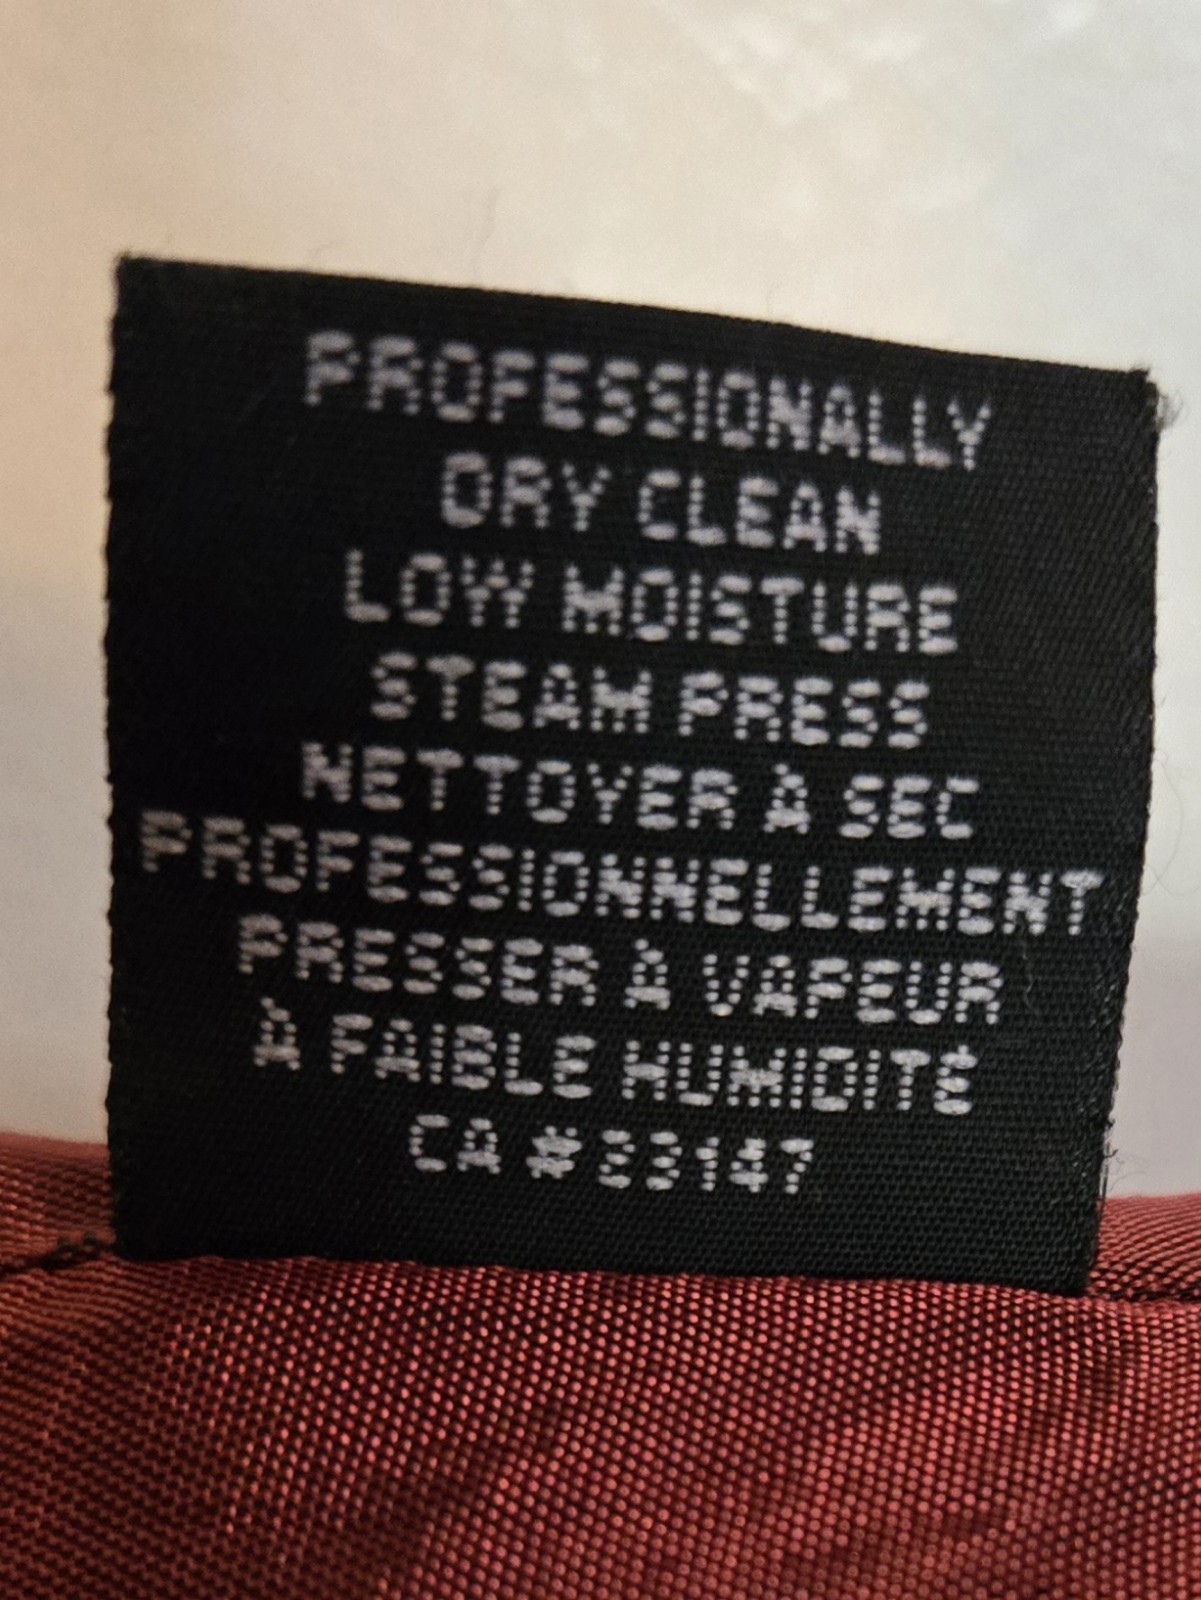 PROFESSIONALLY
DRY CLEAN
LOW MOISTURE
STEAM PRESS
NETTOYER À SEC
PROFESSIONNELLEMENT
PRESSER À VAPEUR
À FAIBLE HUMIDITÉ
CA #23147